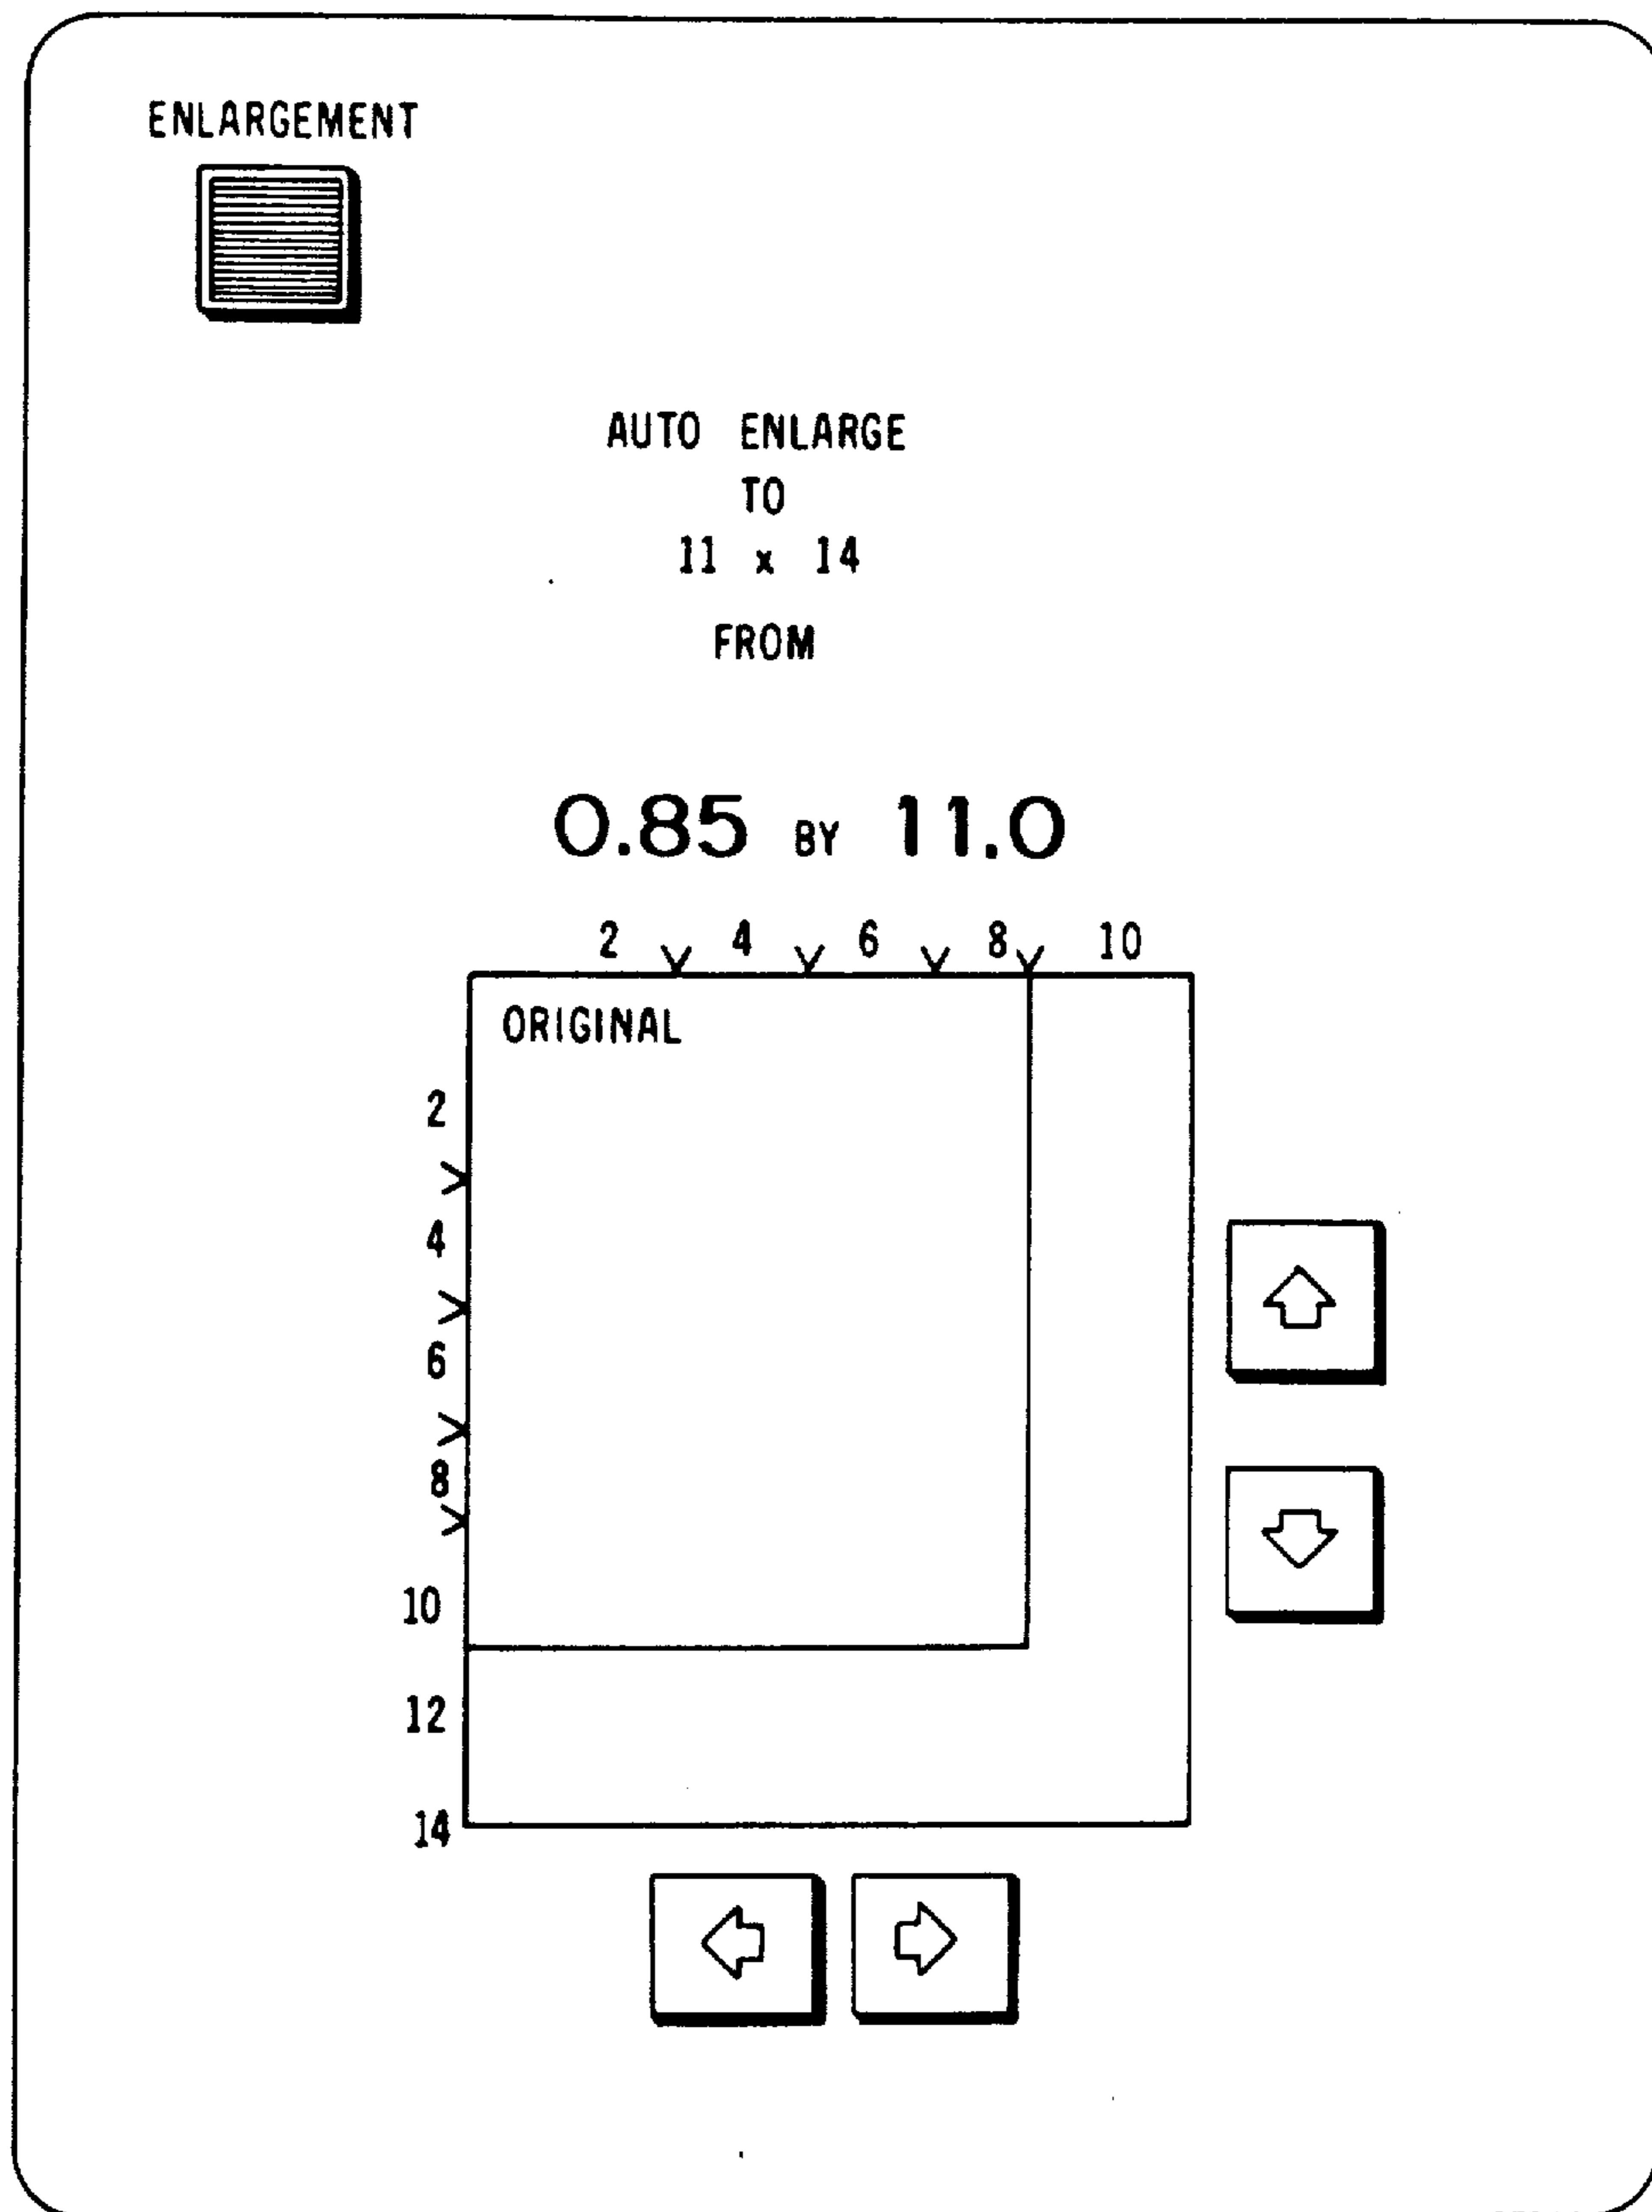 ENLARGEMENT
AUTO ENLARGE
TO
11 x 14
FROM
0.85 BY 11.0
2 4 6 8 10
ORIGINAL
2
4
6
8
10
12
14